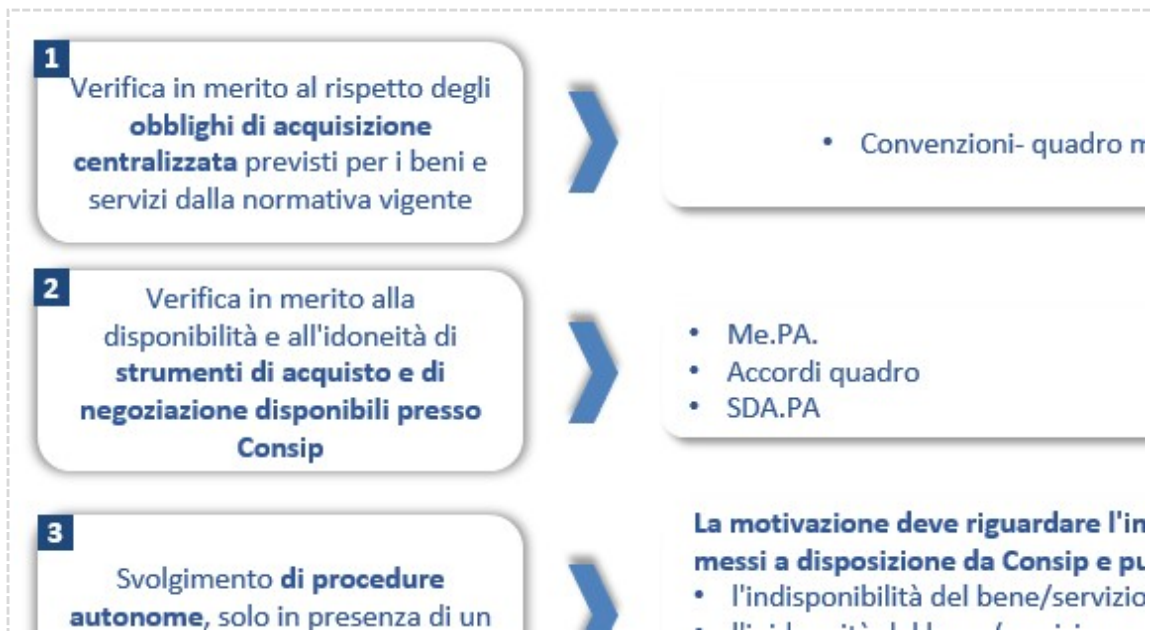 1
Verifica in merito al rispetto degli
obblighi di acquisizione
centralizzata previsti per i beni e
servizi dalla normativa vigente
• Convenzioni- quadro
2
Verifica in merito alla
disponibilità e all'idoneità di
strumenti di acquisto e di
negoziazione disponibili presso
Consip
• Me.PA.
• Accordi quadro
• SDA.PA
3
Svolgimento di procedure
autonome, solo in presenza di un
La motivazione deve riguardare
messi a disposizione da Consip e
• l'indisponibilità del bene/servizio